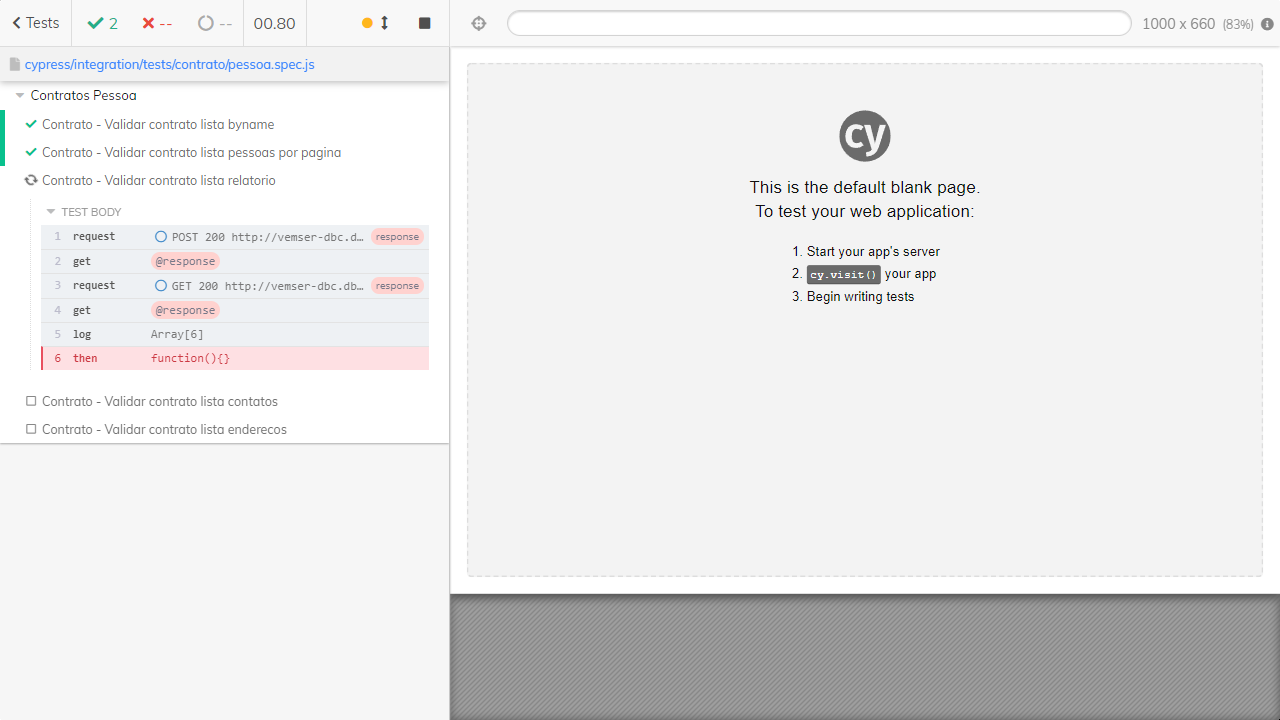 Tests
2
--
--
00.80
1000 x 660 (83%)
cypress/integration/tests/contrato/pessoa.spec.js
Contratos Pessoa
Contrato - Validar contrato lista byname
Contrato - Validar contrato lista pessoas por pagina
Contrato - Validar contrato lista relatorio
TEST BODY
1 request POST 200 http://vemser-dbc.d… response
2 get @response
3 request GET 200 http://vemser-dbc.db… response
4 get @response
5 log Array[6]
6 then function(){}
Contrato - Validar contrato lista contatos
Contrato - Validar contrato lista enderecos
cy
This is the default blank page.
To test your web application:
1. Start your app's server
2. cy.visit() your app
3. Begin writing tests